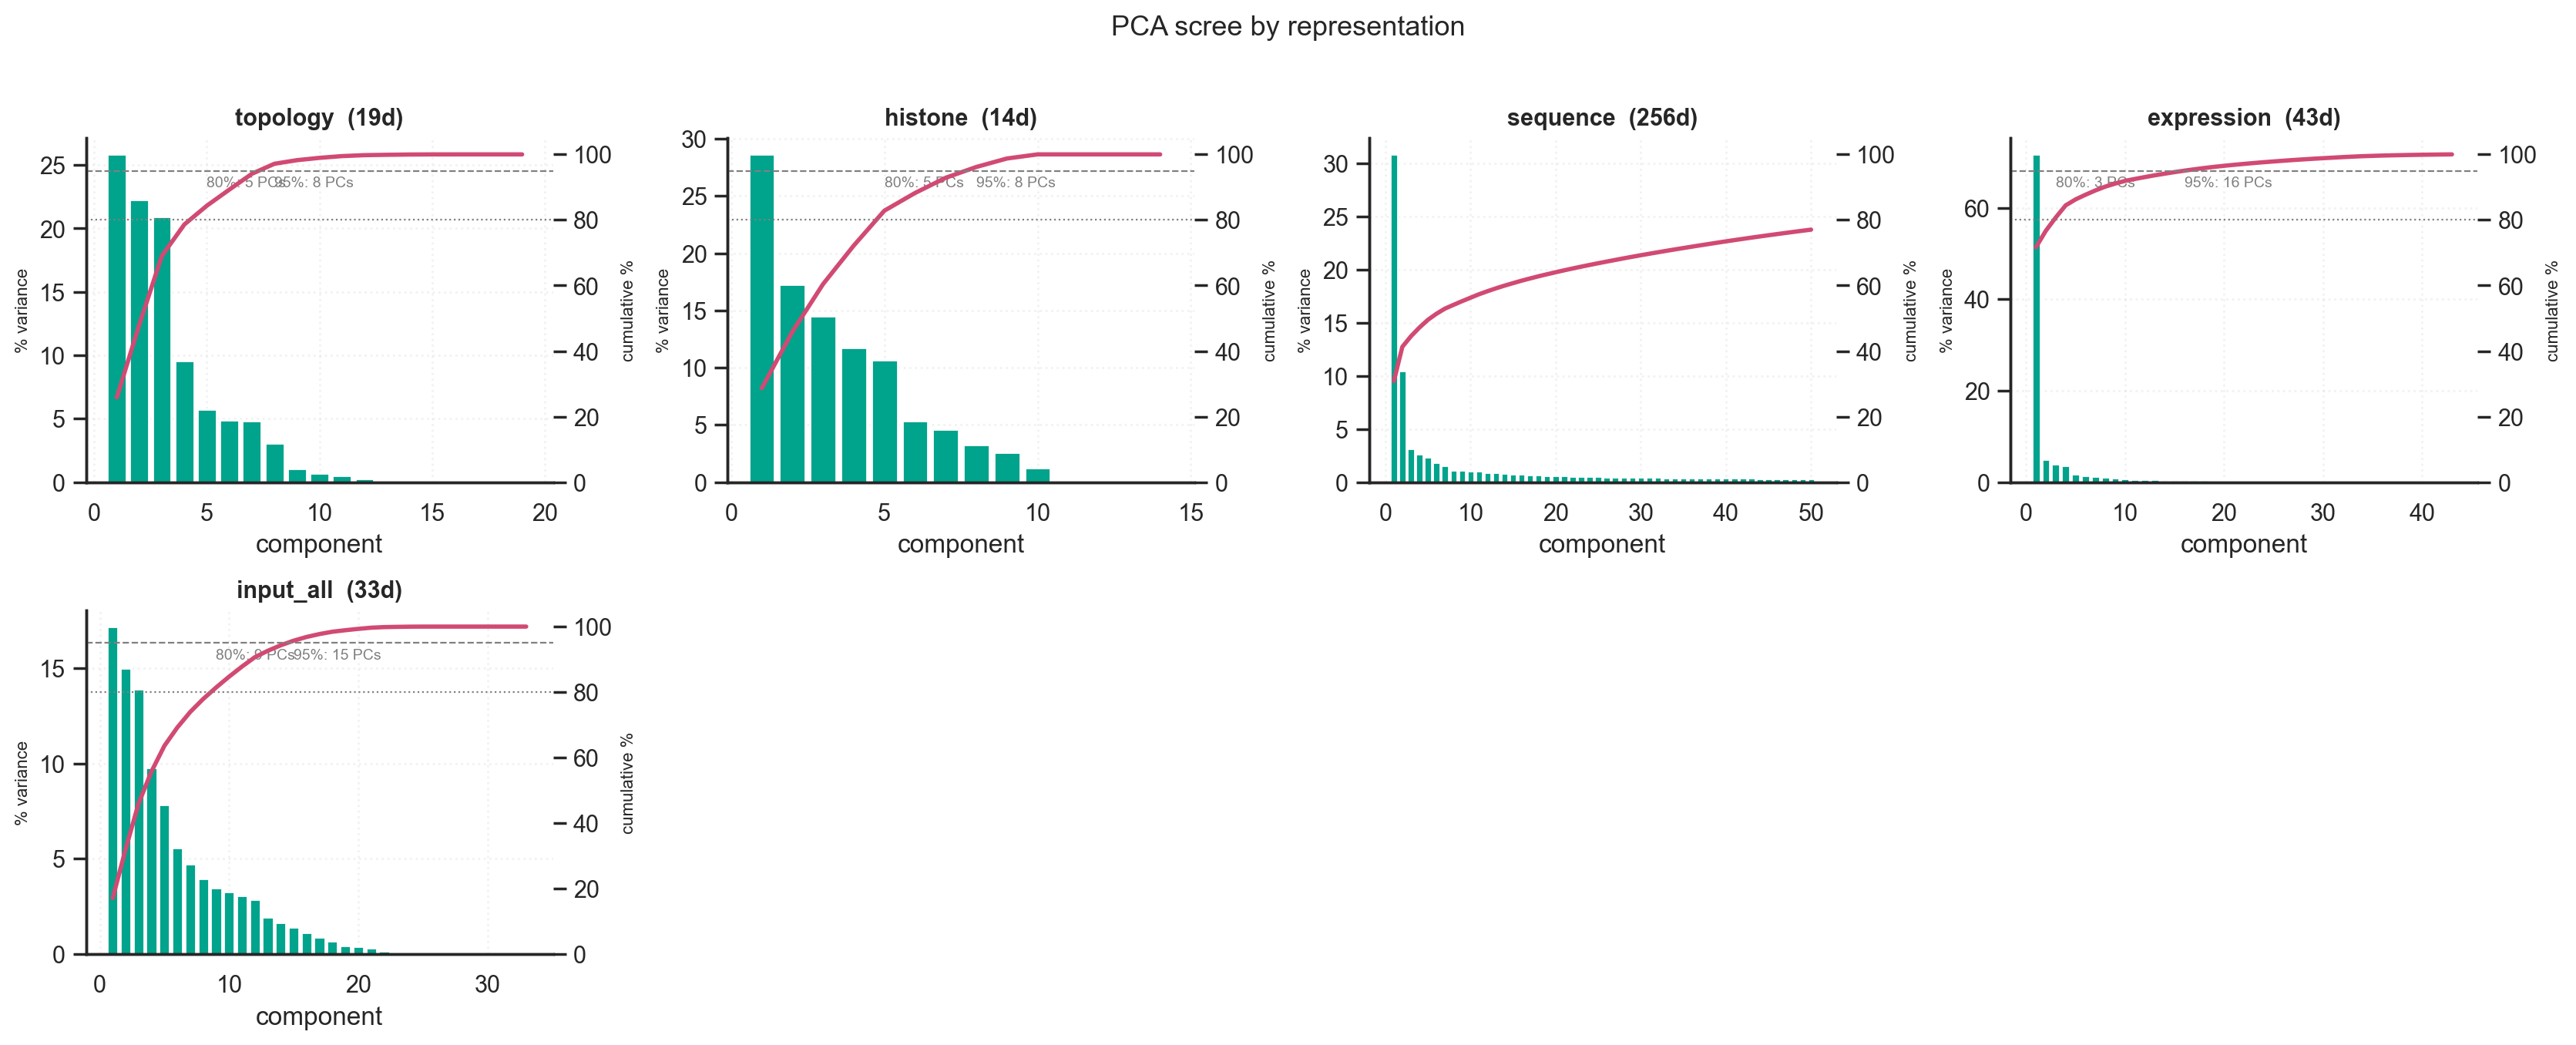 PCA scree by representation
topology (19d)
% variance
25
20
15
10
5
0
80%: 5 PCs
95%: 8 PCs
100
80
60
40
20
0
cumulative %
0 5 10 15 20
component
histone (14d)
% variance
30
25
20
15
10
5
0
80%: 5 PCs
95%: 8 PCs
100
80
60
40
20
0
cumulative %
0 5 10 15
component
sequence (256d)
% variance
30
25
20
15
10
5
0
100
80
60
40
20
0
cumulative %
0 10 20 30 40 50
component
expression (43d)
% variance
60
40
20
0
80%: 3 PCs
95%: 16 PCs
100
80
60
40
20
0
cumulative %
0 10 20 30 40
component
input_all (33d)
% variance
15
10
5
0
80%: 9 PCs
95%: 15 PCs
100
80
60
40
20
0
cumulative %
0 10 20 30
component